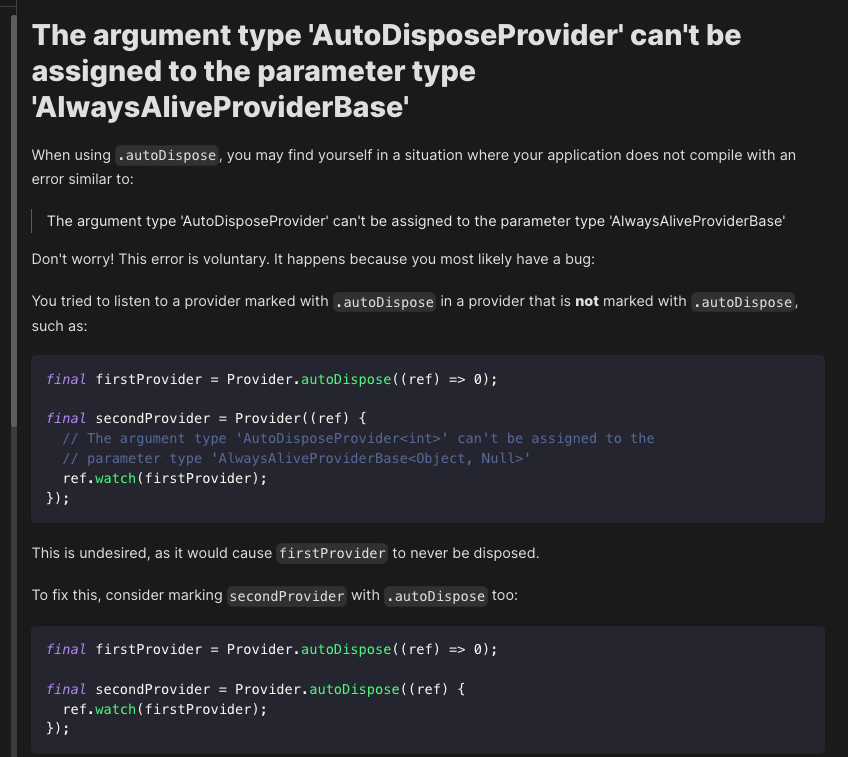 The argument type 'AutoDisposeProvider' can't be
assigned to the parameter type
'AlwaysAliveProviderBase'
When using .autoDispose, you may find yourself in a situation where your application does not compile with an
error similar to:
The argument type 'AutoDisposeProvider' can't be assigned to the parameter type 'AlwaysAliveProviderBase'
Don't worry! This error is voluntary. It happens because you most likely have a bug:
You tried to listen to a provider marked with .autoDispose in a provider that is not marked with .autoDispose,
such as:
final firstProvider = Provider.autoDispose((ref) => 0);
final secondProvider = Provider((ref) {
  // The argument type 'AutoDisposeProvider<int>' can't be assigned to the
  // parameter type 'AlwaysAliveProviderBase<Object, Null>'
  ref.watch(firstProvider);
});
This is undesired, as it would cause firstProvider to never be disposed.
To fix this, consider marking secondProvider with .autoDispose too:
final firstProvider = Provider.autoDispose((ref) => 0);
final secondProvider = Provider.autoDispose((ref) {
  ref.watch(firstProvider);
});